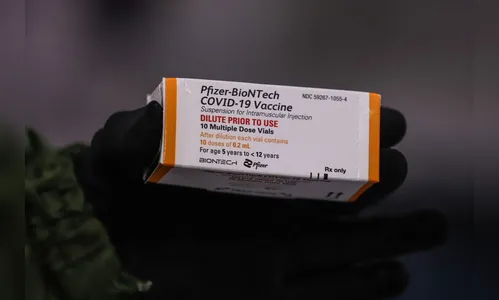 Pfizer-BioNTech NDC 59267-1055-4
COVID-19 Vaccine
Suspension for Intramuscular Injection
DILUTE PRIOR TO USE
10 Multiple Dose Vials
After dilution each vial contains
10 doses of 0.2 mL
For age 5 years to < 12 years
BIONTECH Pfizer Rx only